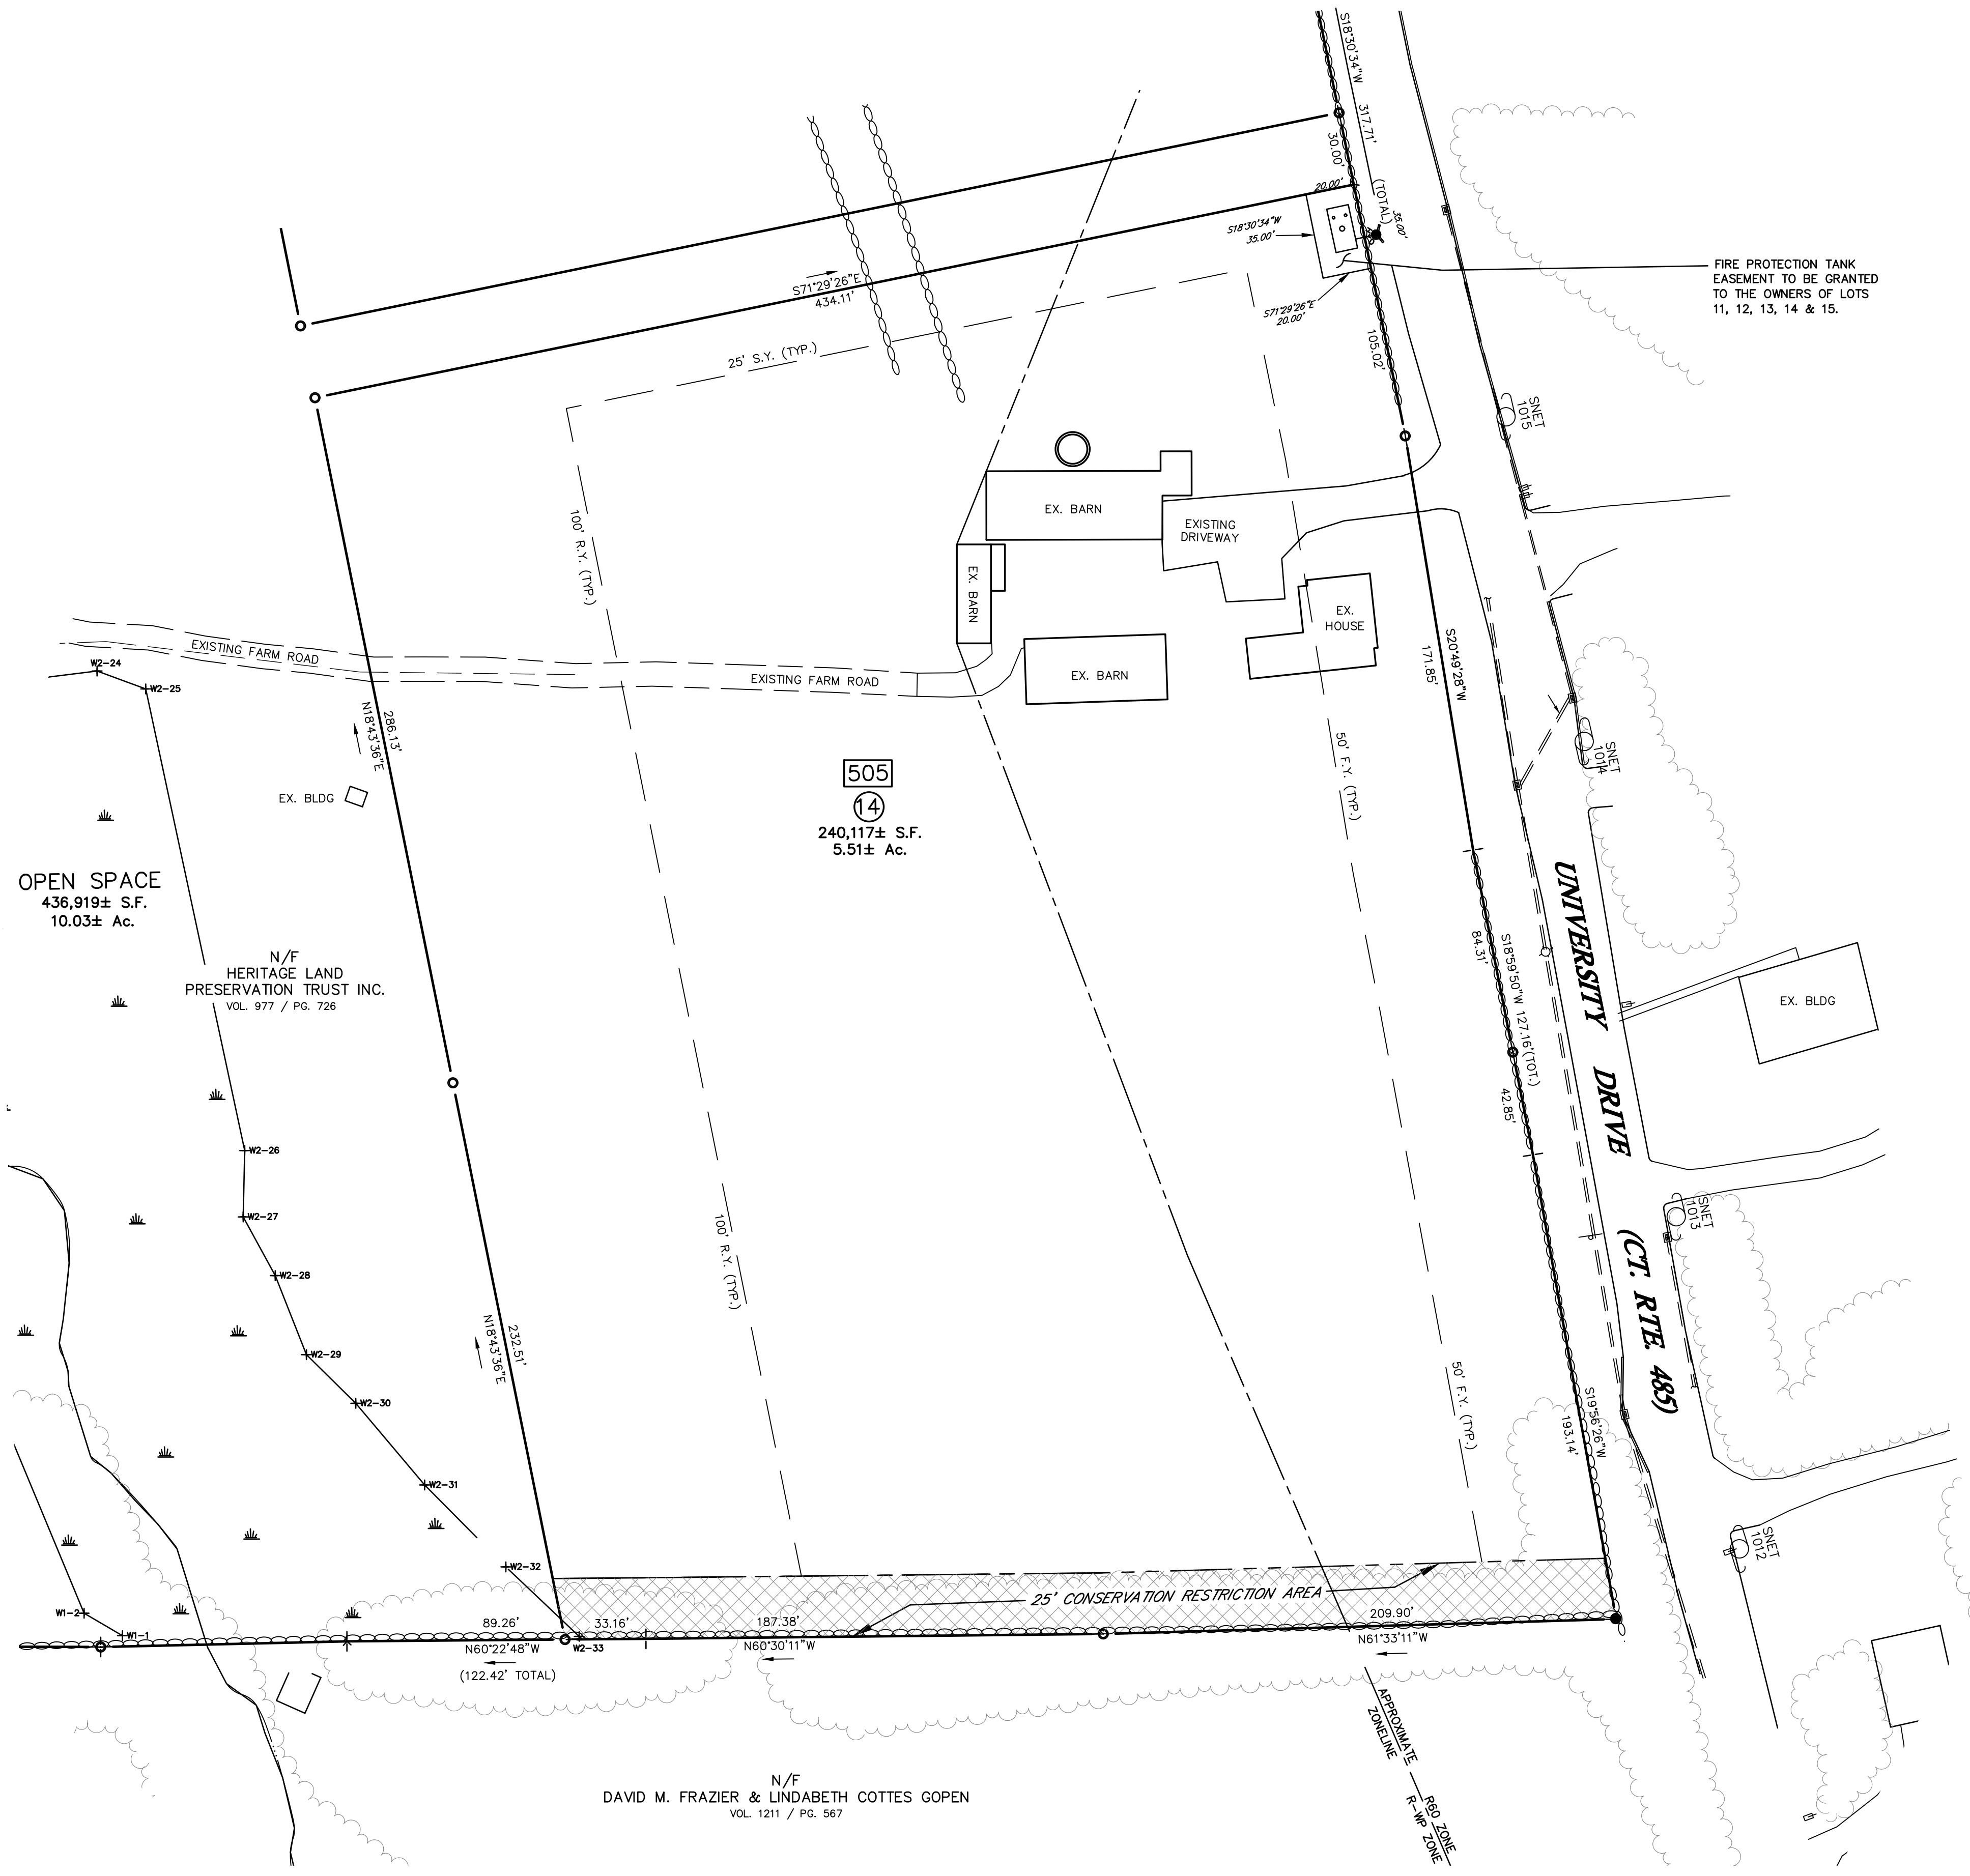 S18°30'34"W 317.71' (TOTAL)
30.00'
20.00'
35.00'
S18°30'34"W
35.00'
S71°29'26"E
20.00'
105.02'
FIRE PROTECTION TANK
EASEMENT TO BE GRANTED
TO THE OWNERS OF LOTS
11, 12, 13, 14 & 15.
S71°29'26"E
434.11'
25' S.Y. (TYP.)
SNET
1015
100' R.Y. (TYP.)
EX. BARN
EXISTING
DRIVEWAY
EX. BARN
EX.
HOUSE
EX. BARN
EXISTING FARM ROAD
EXISTING FARM ROAD
W2-24
W2-25
N18°43'36"E
286.13'
S20°49'28"W
171.85'
50' F.Y. (TYP.)
SNET
1014
EX. BLDG
505
14
240,117± S.F.
5.51± Ac.
OPEN SPACE
436,919± S.F.
10.03± Ac.
N/F
HERITAGE LAND
PRESERVATION TRUST INC.
VOL. 977 / PG. 726
84.31'
S18°59'50"W 127.16'(TOT.)
42.85'
UNIVERSITY DRIVE (CT. RTE. 485)
EX. BLDG
W2-26
W2-27
W2-28
W2-29
W2-30
W2-31
W2-32
W2-33
100' R.Y. (TYP.)
SNET
1013
N18°43'36"E
232.51'
50' F.Y. (TYP.)
S19°56'26"W
193.14'
SNET
1012
25' CONSERVATION RESTRICTION AREA
W1-2
W1-1
89.26'
33.16'
187.38'
209.90'
N60°22'48"W
(122.42' TOTAL)
N60°30'11"W
N61°33'11"W
APPROXIMATE
ZONELINE
R60 ZONE
R-WP ZONE
N/F
DAVID M. FRAZIER & LINDABETH COTTES GOPEN
VOL. 1211 / PG. 567